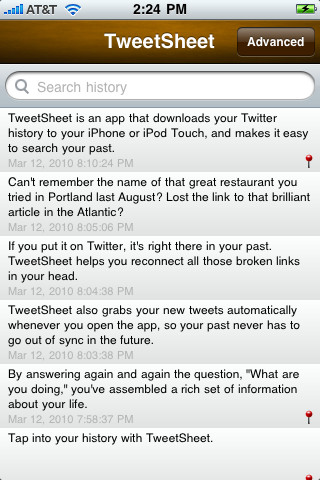 AT&T 2:24 PM
TweetSheet
Advanced
Search history
TweetSheet is an app that downloads your Twitter
history to your iPhone or iPod Touch, and makes it easy
to search your past.
Mar 12, 2010 8:10:24 PM
Can't remember the name of that great restaurant you
tried in Portland last August? Lost the link to that brilliant
article in the Atlantic?
Mar 12, 2010 8:05:06 PM
If you put it on Twitter, it's right there in your past.
TweetSheet helps you reconnect all those broken links
in your head.
Mar 12, 2010 8:04:38 PM
TweetSheet also grabs your new tweets automatically
whenever you open the app, so your past never has to
go out of sync in the future.
Mar 12, 2010 8:03:38 PM
By answering again and again the question, "What are
you doing," you've assembled a rich set of information
about your life.
Mar 12, 2010 7:58:37 PM
Tap into your history with TweetSheet.